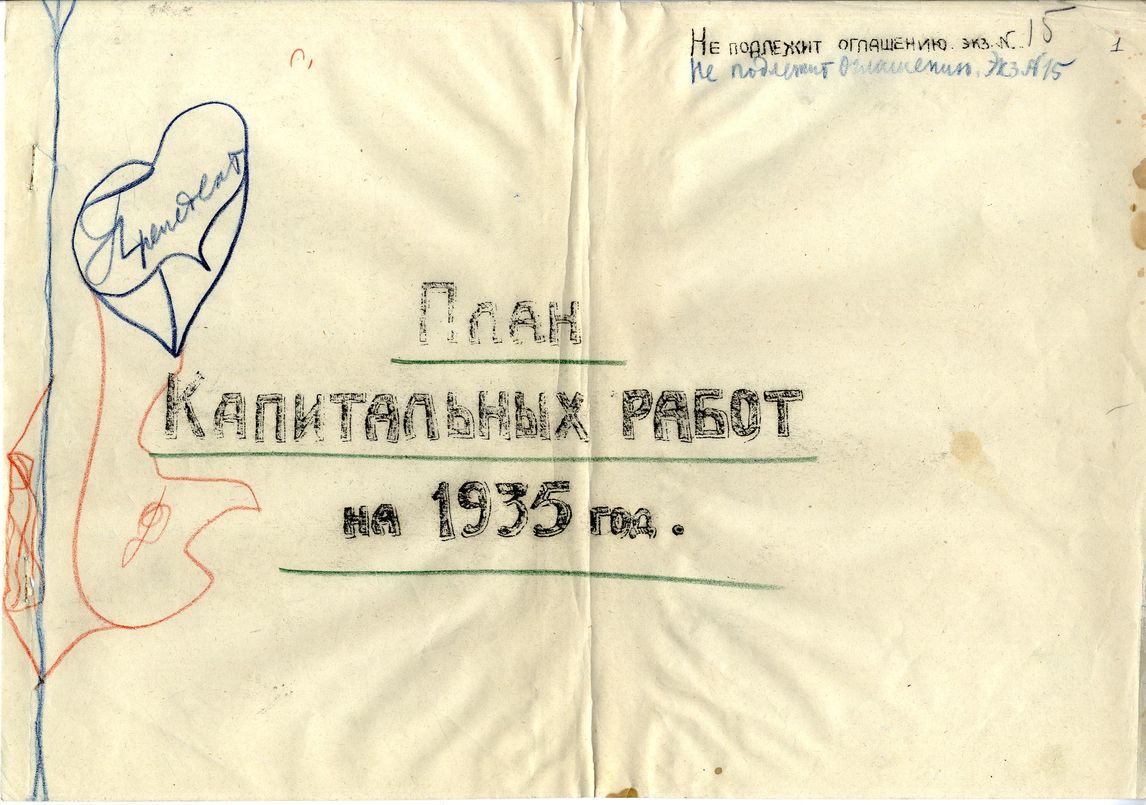 Не подлежит оглашению. экз. №. 15
Не подлежит оглашению. Экз. № 15
1
План
Капитальных работ
на 1935 год.